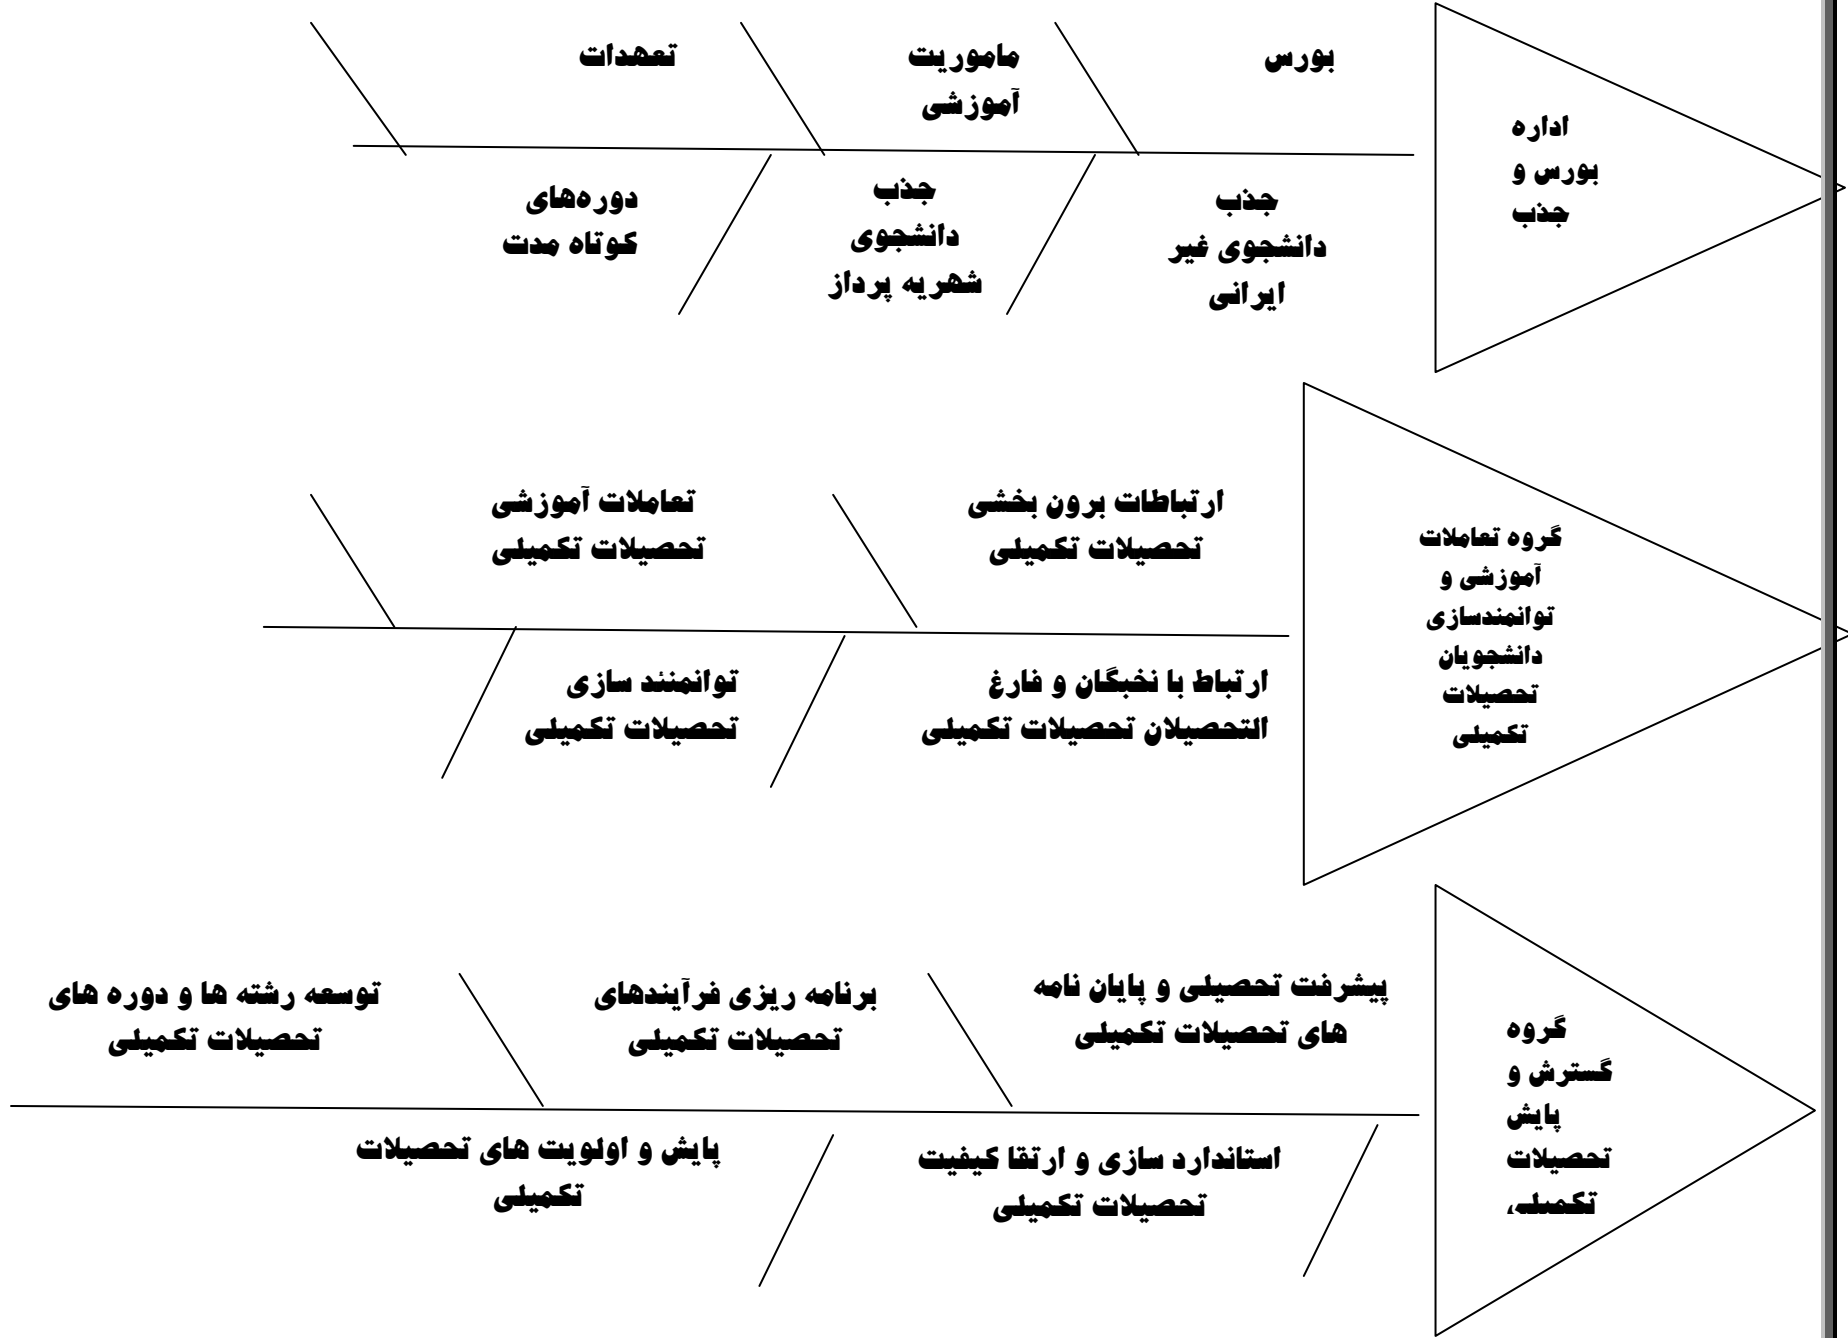 اداره
بورس و
جذب
بورس
ماموریت
آموزشی
تعهدات
جذب
دانشجوی غیر
ایرانی
جذب
دانشجوی
شهریه پرداز
دوره‌های
کوتاه مدت
گروه تعاملات
آموزشی و
توانمندسازی
دانشجویان
تحصیلات
تکمیلی
ارتباطات برون بخشی
تحصیلات تکمیلی
تعاملات آموزشی
تحصیلات تکمیلی
ارتباط با نخبگان و فارغ
التحصیلان تحصیلات تکمیلی
توانمنند سازی
تحصیلات تکمیلی
گروه
گسترش و
پایش
تحصیلات
تکمیلی
پیشرفت تحصیلی و پایان نامه
های تحصیلات تکمیلی
برنامه ریزی فرآیندهای
تحصیلات تکمیلی
توسعه رشته ها و دوره های
تحصیلات تکمیلی
استاندارد سازی و ارتقا کیفیت
تحصیلات تکمیلی
پایش و اولویت های تحصیلات
تکمیلی